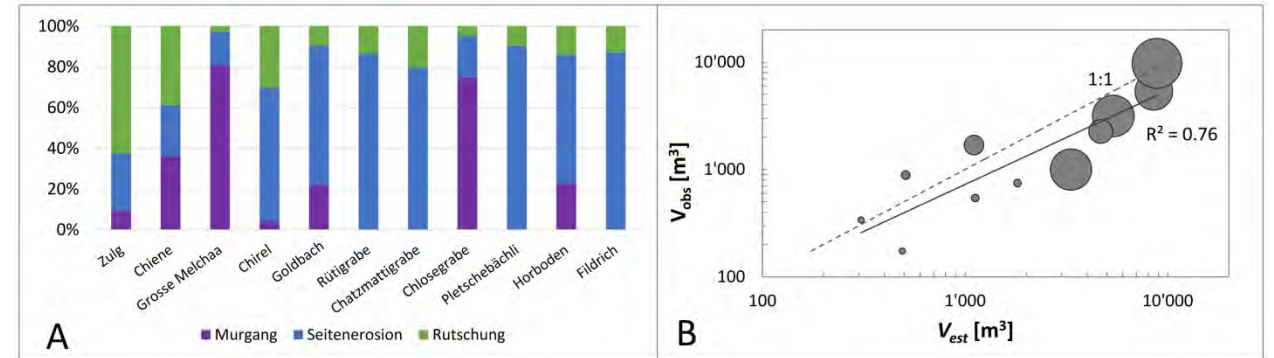 100%
80%
60%
40%
20%
0%
Zulg
Chiene
Grosse Melchaa
Chirel
Goldbach
Rütigrabe
Chatzmattigrabe
Chlosegrabe
Pletschebächli
Horboden
Fildrich
A
Murgang Seitenerosion Rutschung
10'000
1'000
100
Vobs [m³]
1:1
R² = 0.76
100 1'000 10'000
Vest [m³]
B